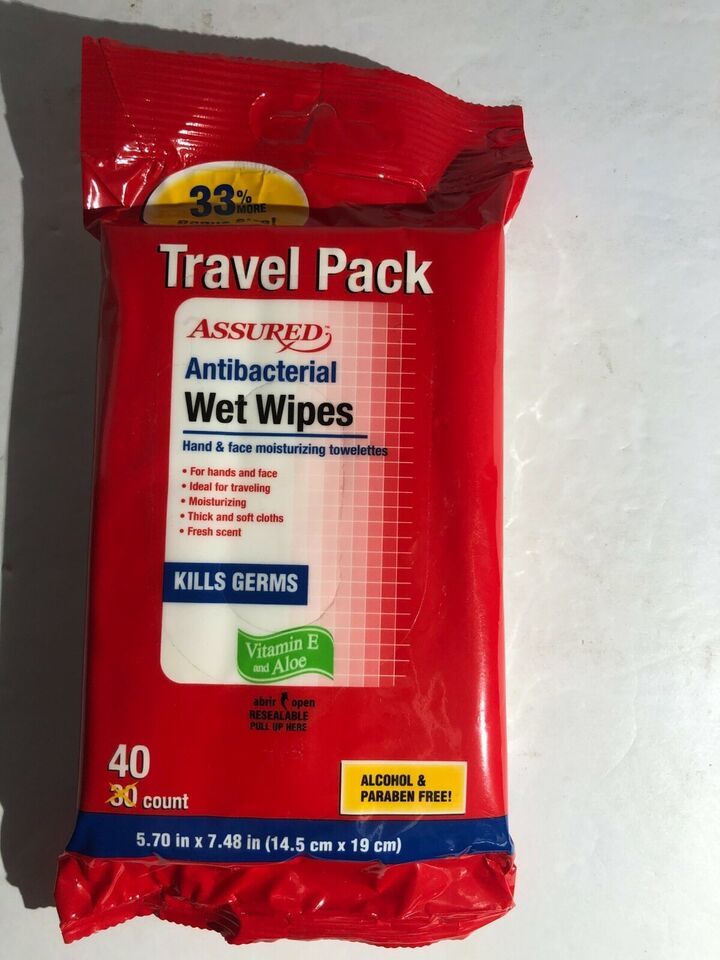 33% MORE
Travel Pack
ASSURED™
Antibacterial
Wet Wipes
Hand & face moisturizing towelettes
• For hands and face
• Ideal for traveling
• Moisturizing
• Thick and soft cloths
• Fresh scent
KILLS GERMS
Vitamin E
and Aloe
abrir open
RESEALABLE
PULL UP HERE
40
30 count
ALCOHOL &
PARABEN FREE!
5.70 in x 7.48 in (14.5 cm x 19 cm)